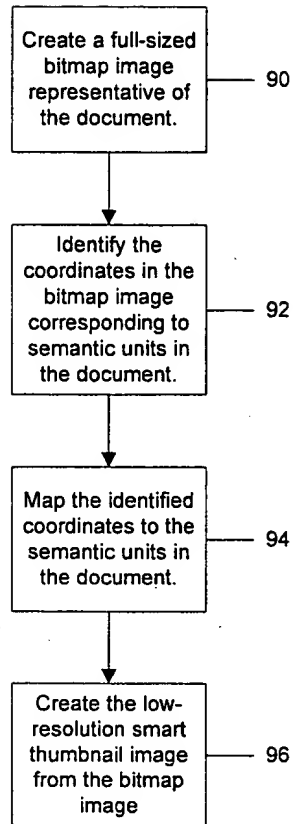 Create a full-sized
bitmap image
representative of
the document.
90
Identify the
coordinates in the
bitmap image
corresponding to
semantic units in
the document.
92
Map the identified
coordinates to the
semantic units in
the document.
94
Create the low-
resolution smart
thumbnail image
from the bitmap
image
96